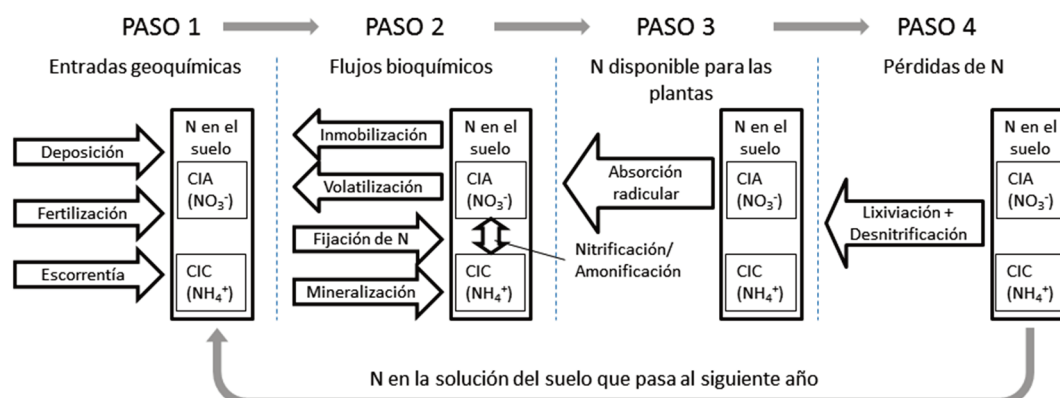 PASO 1
PASO 2
PASO 3
PASO 4
Entradas geoquímicas
Flujos bioquímicos
N disponible para las
plantas
Pérdidas de N
Deposición
Fertilización
Escorrentía
N en el
suelo
CIA
(NO₃⁻)
CIC
(NH₄⁺)
Inmobilización
Volatilización
Fijación de N
Mineralización
N en el
suelo
CIA
(NO₃⁻)
CIC
(NH₄⁺)
Nitrificación/
Amonificación
Absorción
radicular
N en el
suelo
CIA
(NO₃⁻)
CIC
(NH₄⁺)
Lixiviación +
Desnitrificación
N en el
suelo
CIA
(NO₃⁻)
CIC
(NH₄⁺)
N en la solución del suelo que pasa al siguiente año